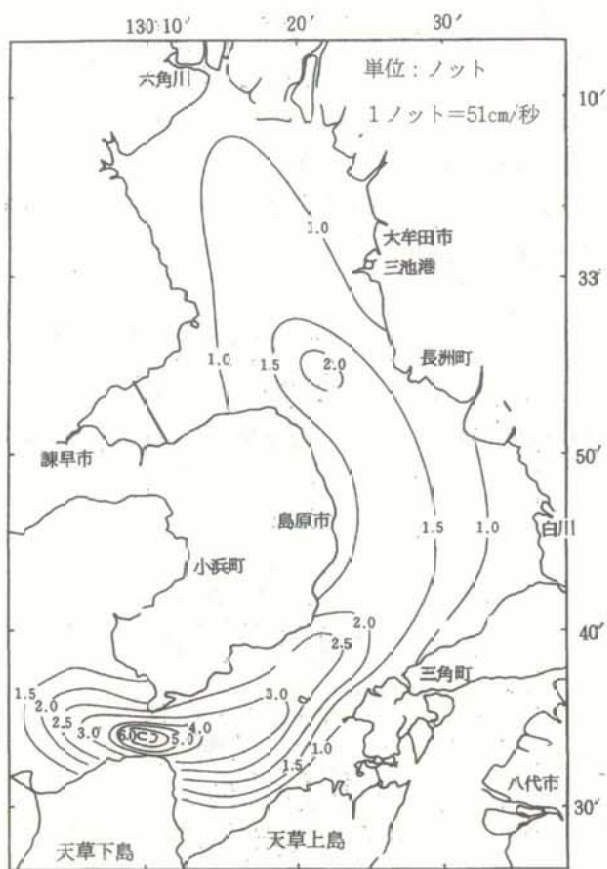 130°10′ 20′ 30′
六角川
単位：ノット
10′
1ノット＝51cm/秒
1.0
大牟田市
三池港
33
1.5
2.0
1.0
長洲町
諫早市
50′
島原市
1.5
1.0
白川
小浜町
2.0
40′
2.5
三角町
1.5
2.0
3.0
2.5
3.0
6.0
4.0
5.0
1.0
1.5
八代市
30′
天草下島
天草上島